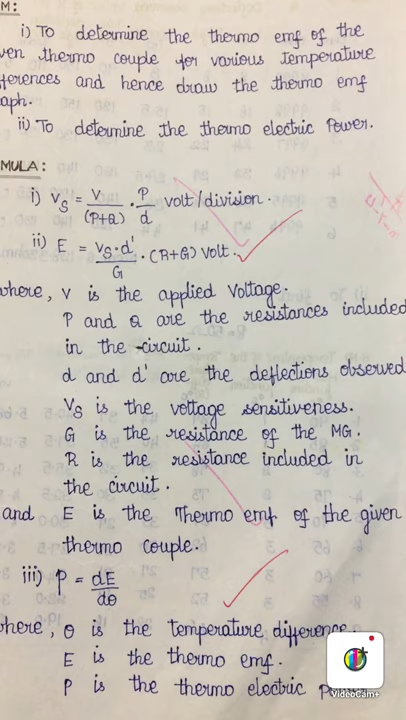 M:
i) To determine the thermo emf of the
ven thermo couple for various temperature
ferences and hence draw the thermo emf
aph.
ii) To determine the thermo electric Power.
MULA:
i) Vs = V/(P+Q) . P/d volt/division.
ii) E = Vs.d'/G . (R+G) volt.
where, V is the applied Voltage.
P and Q are the resistances included
in the circuit.
d and d' are the deflections observed
Vs is the voltage sensitiveness.
G is the resistance of the MG.
R is the resistance included in
the circuit.
and E is the Thermo emf of the given
thermo couple.
iii) P = dE/dθ
where, θ is the temperature difference.
E is the thermo emf.
P is the thermo electric
VideoCam+